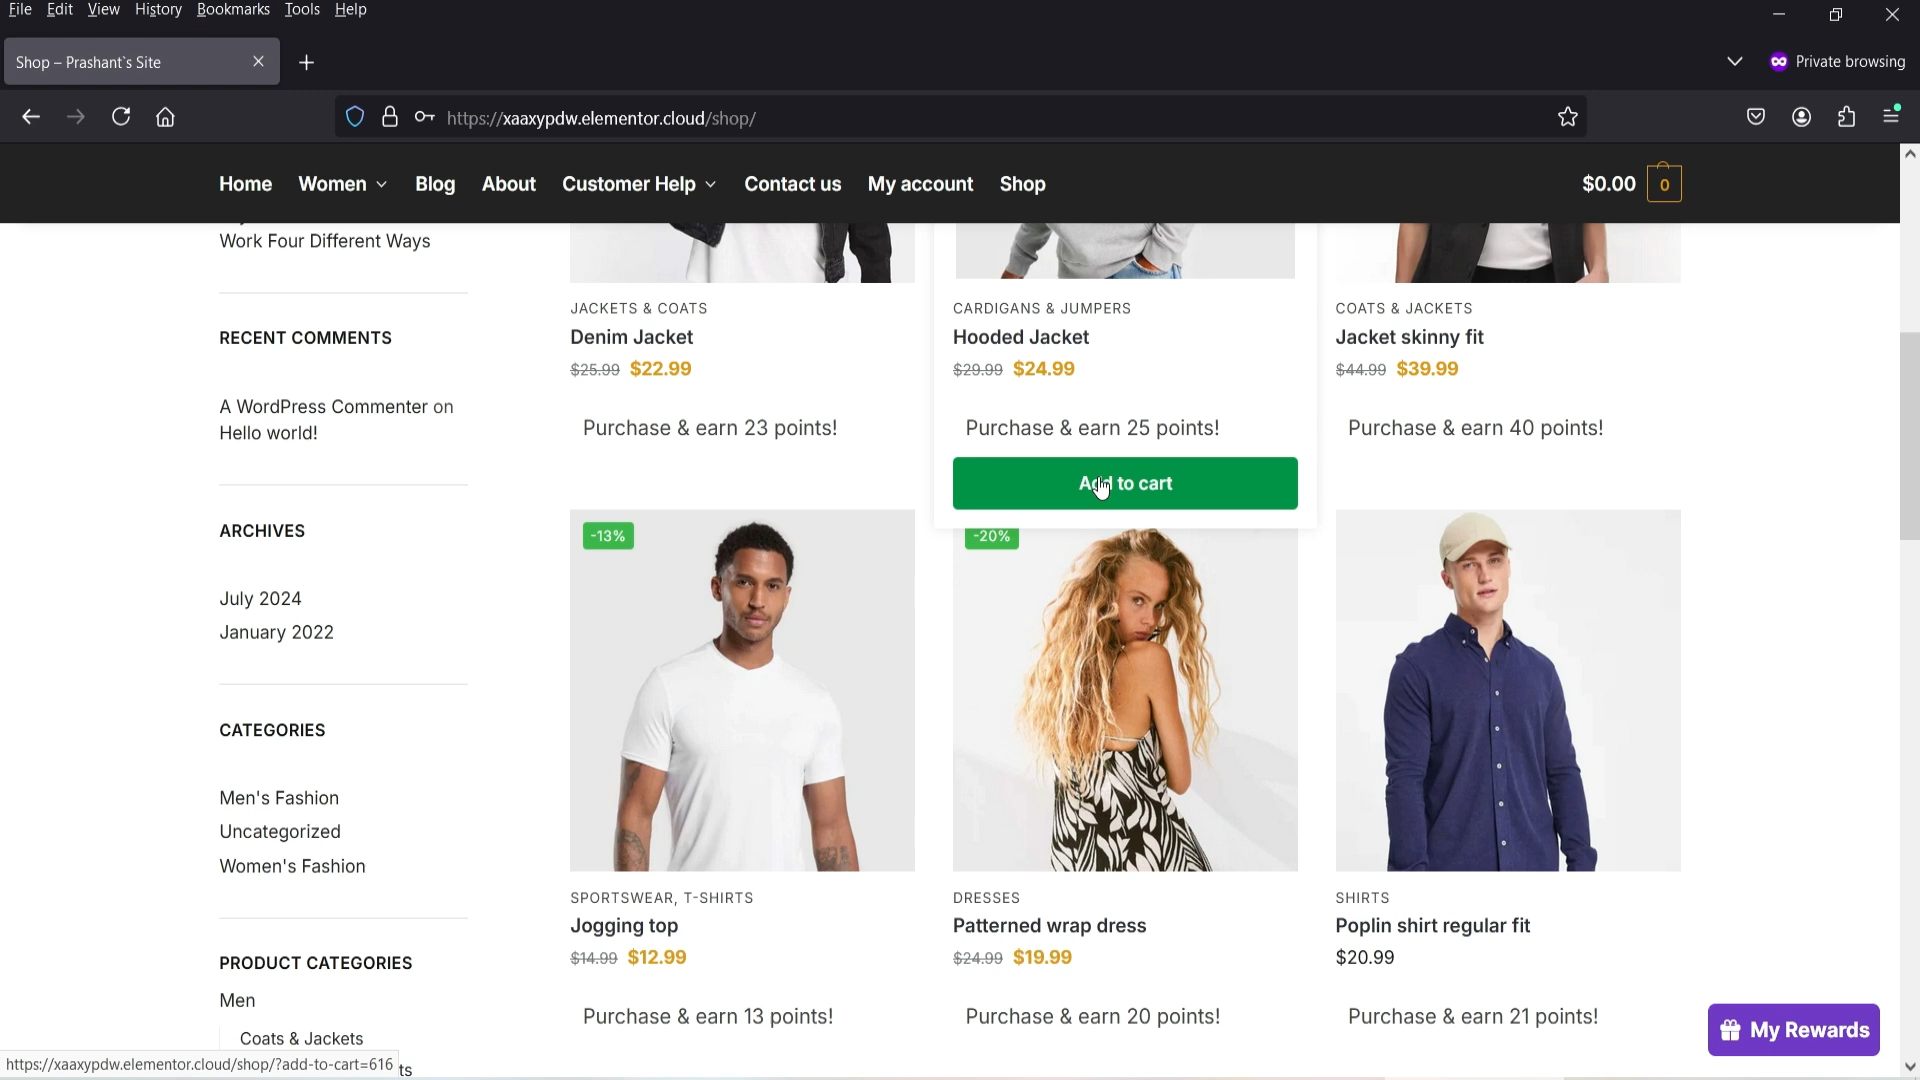 File Edit View History Bookmarks Tools Help
Shop – Prashant`s Site
Private browsing
https://xaaxypdw.elementor.cloud/shop/
Home Women Blog About Customer Help Contact us My account Shop $0.00 0
Work Four Different Ways
RECENT COMMENTS
A WordPress Commenter on
Hello world!
ARCHIVES
July 2024
January 2022
CATEGORIES
Men's Fashion
Uncategorized
Women's Fashion
PRODUCT CATEGORIES
Men
Coats & Jackets
JACKETS & COATS
Denim Jacket
$25.99 $22.99
Purchase & earn 23 points!
CARDIGANS & JUMPERS
Hooded Jacket
$29.99 $24.99
Purchase & earn 25 points!
Add to cart
COATS & JACKETS
Jacket skinny fit
$44.99 $39.99
Purchase & earn 40 points!
-13%
SPORTSWEAR, T-SHIRTS
Jogging top
$14.99 $12.99
Purchase & earn 13 points!
-20%
DRESSES
Patterned wrap dress
$24.99 $19.99
Purchase & earn 20 points!
SHIRTS
Poplin shirt regular fit
$20.99
Purchase & earn 21 points!
My Rewards
https://xaaxypdw.elementor.cloud/shop/?add-to-cart=616